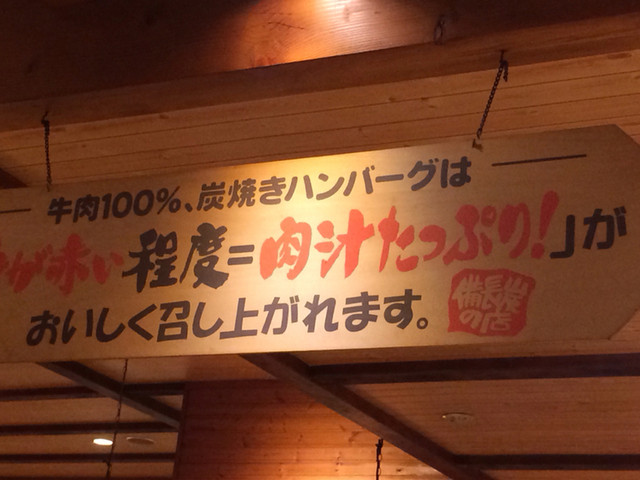 牛肉100%、炭焼きハンバーグは
が赤い程度=肉汁たっぷり!」が
おいしく召し上がれます。
備長炭
の店